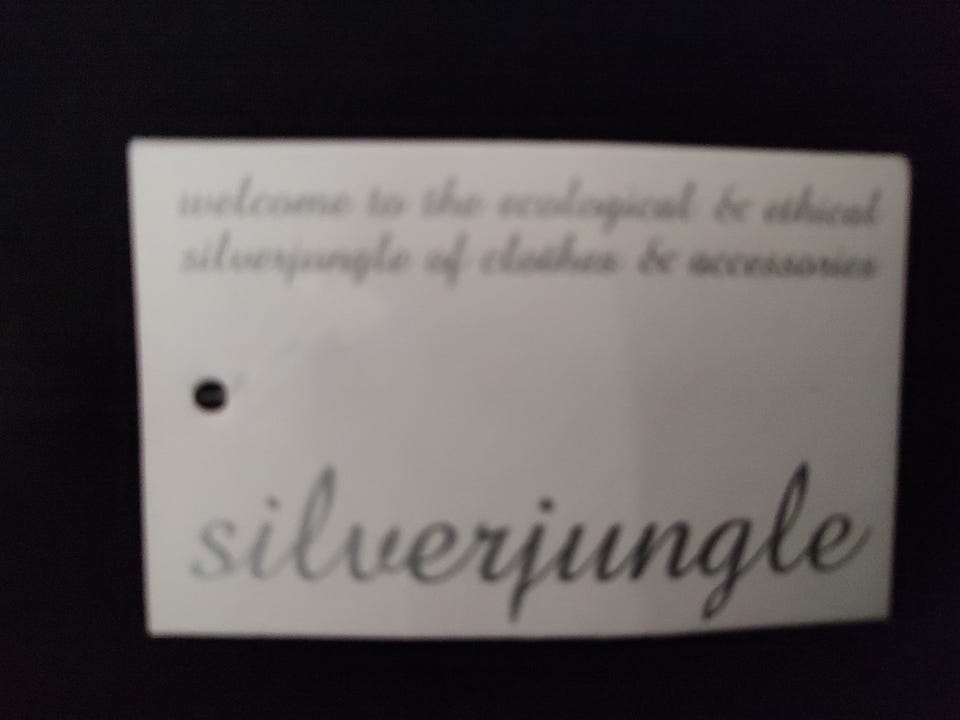 welcome to the ecological & ethical
silverjungle of clothes & accessories
silverjungle